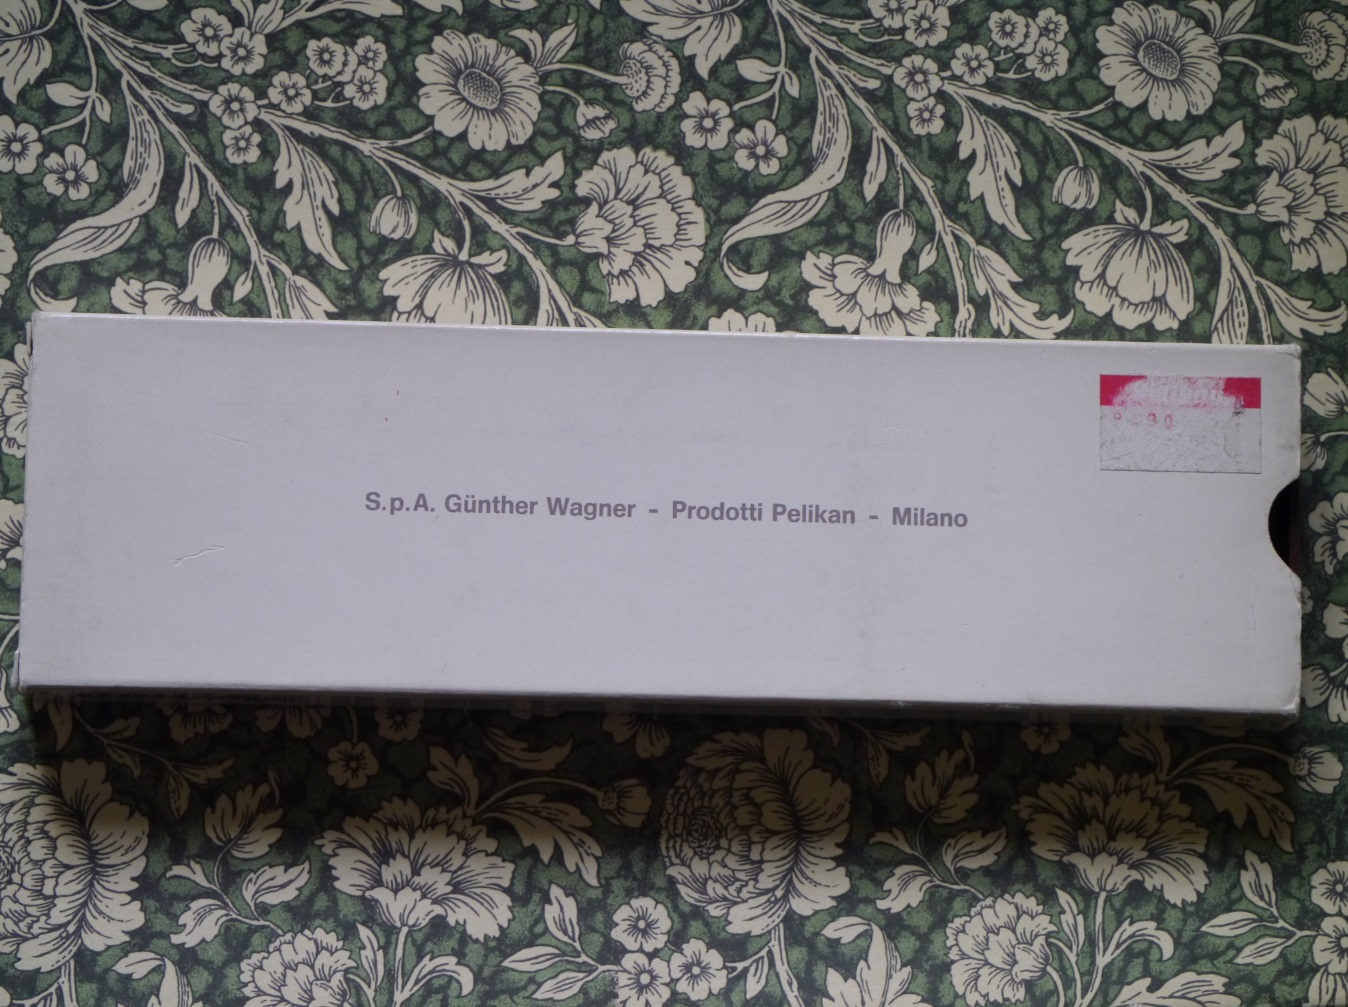 S.p.A. Günther Wagner - Prodotti Pelikan - Milano